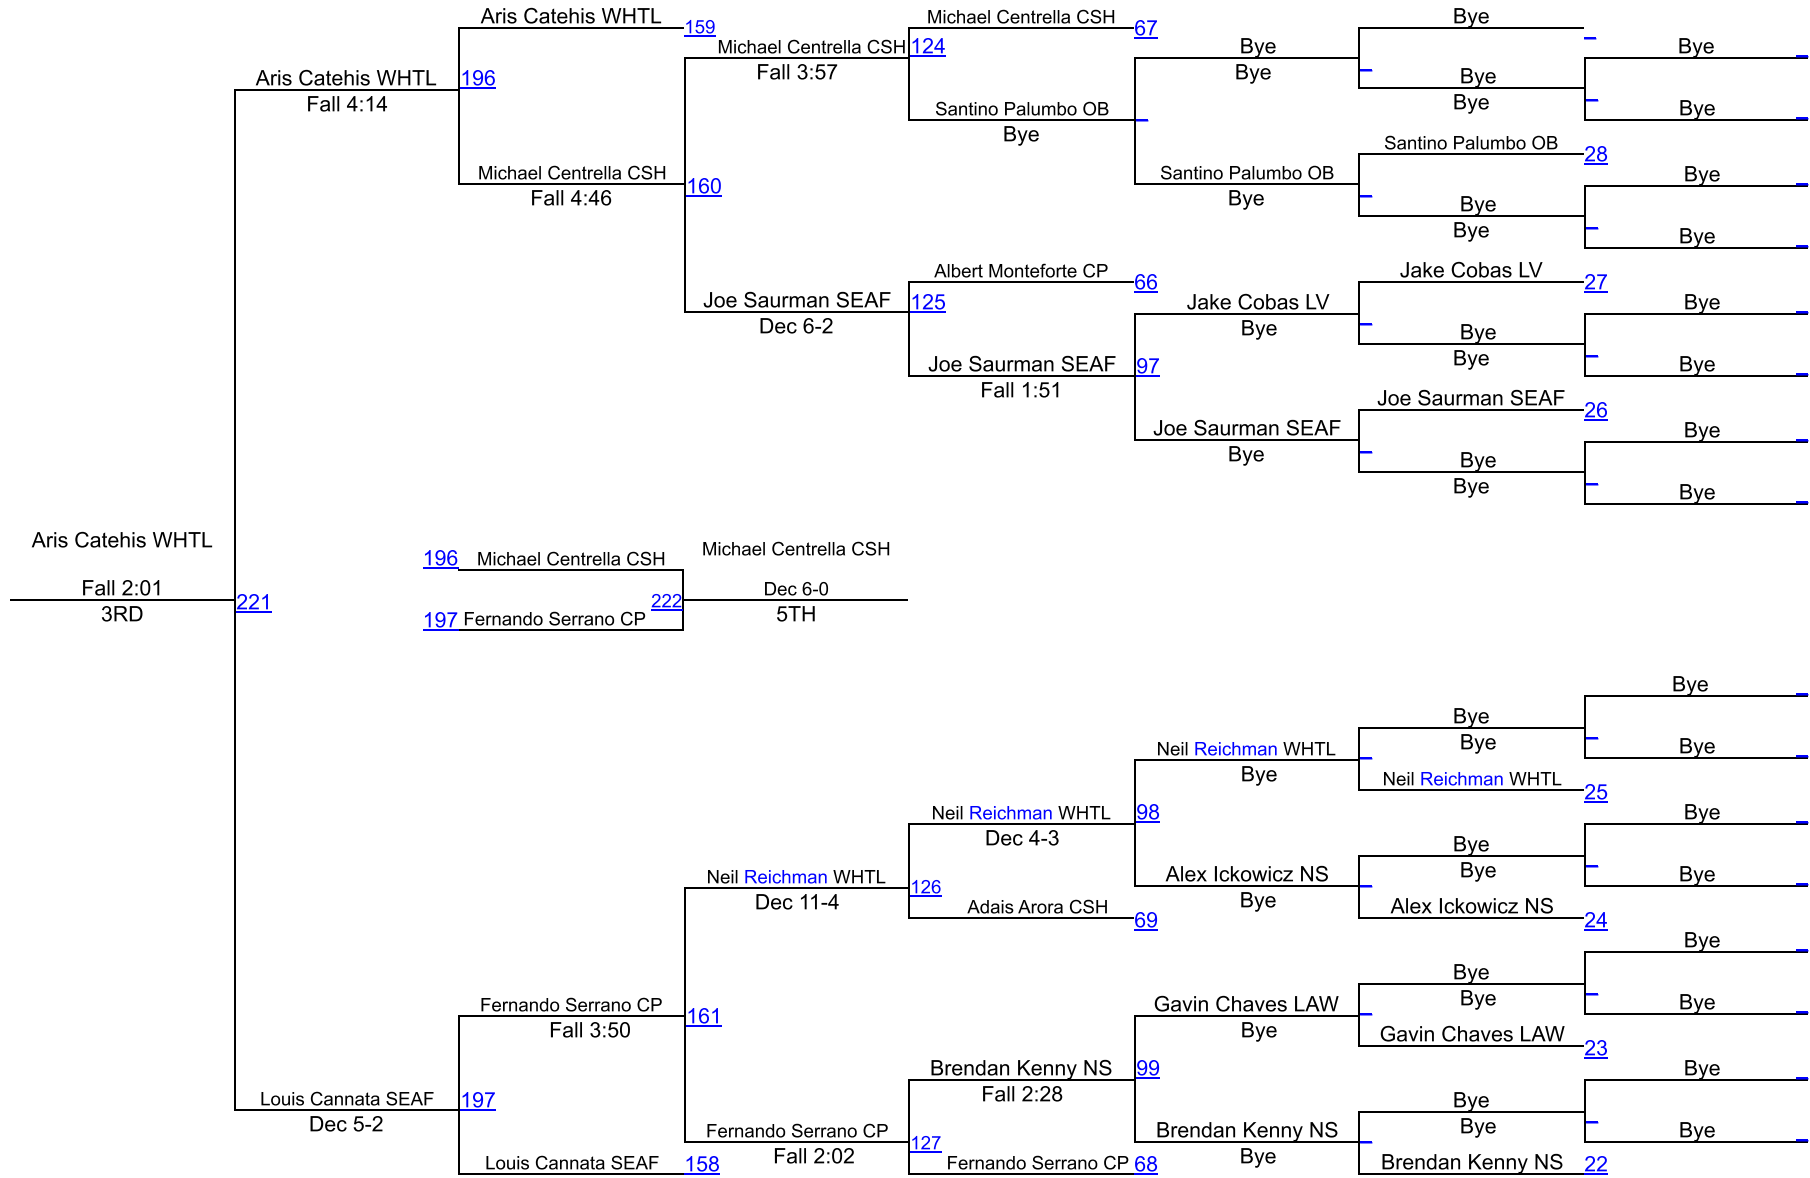 Aris Catehis WHTL
159
Michael Centrella CSH
67
Bye
Michael Centrella CSH
124
Bye
Bye
Aris Catehis WHTL
196
Fall 3:57
Bye
Bye
Fall 4:14
Bye
Santino Palumbo OB
Bye
Bye
Santino Palumbo OB
28
Michael Centrella CSH
160
Santino Palumbo OB
Bye
Fall 4:46
Bye
Bye
Bye
Bye
Albert Monteforte CP
66
Jake Cobas LV
27
Joe Saurman SEAF
125
Jake Cobas LV
Bye
Dec 6-2
Bye
Bye
Bye
Joe Saurman SEAF
97
Bye
Fall 1:51
Joe Saurman SEAF
26
Joe Saurman SEAF
Bye
Bye
Bye
Bye
Bye
Aris Catehis WHTL
Fall 2:01
221
3RD
196
Michael Centrella CSH
Michael Centrella CSH
222
Dec 6-0
197
Fernando Serrano CP
5TH
Bye
Bye
Bye
Bye
Neil Reichman WHTL
Bye
Neil Reichman WHTL
25
Neil Reichman WHTL
98
Bye
Dec 4-3
Bye
Bye
Neil Reichman WHTL
126
Alex Ickowicz NS
Bye
Dec 11-4
Bye
Adais Arora CSH
69
Alex Ickowicz NS
24
Bye
Bye
Bye
Fernando Serrano CP
161
Gavin Chaves LAW
Bye
Fall 3:50
Bye
Gavin Chaves LAW
23
Brendan Kenny NS
99
Bye
Fall 2:28
Bye
Bye
Louis Cannata SEAF
197
Dec 5-2
Fernando Serrano CP
127
Brendan Kenny NS
Bye
Fall 2:02
Bye
Louis Cannata SEAF
158
Fernando Serrano CP
68
Brendan Kenny NS
22